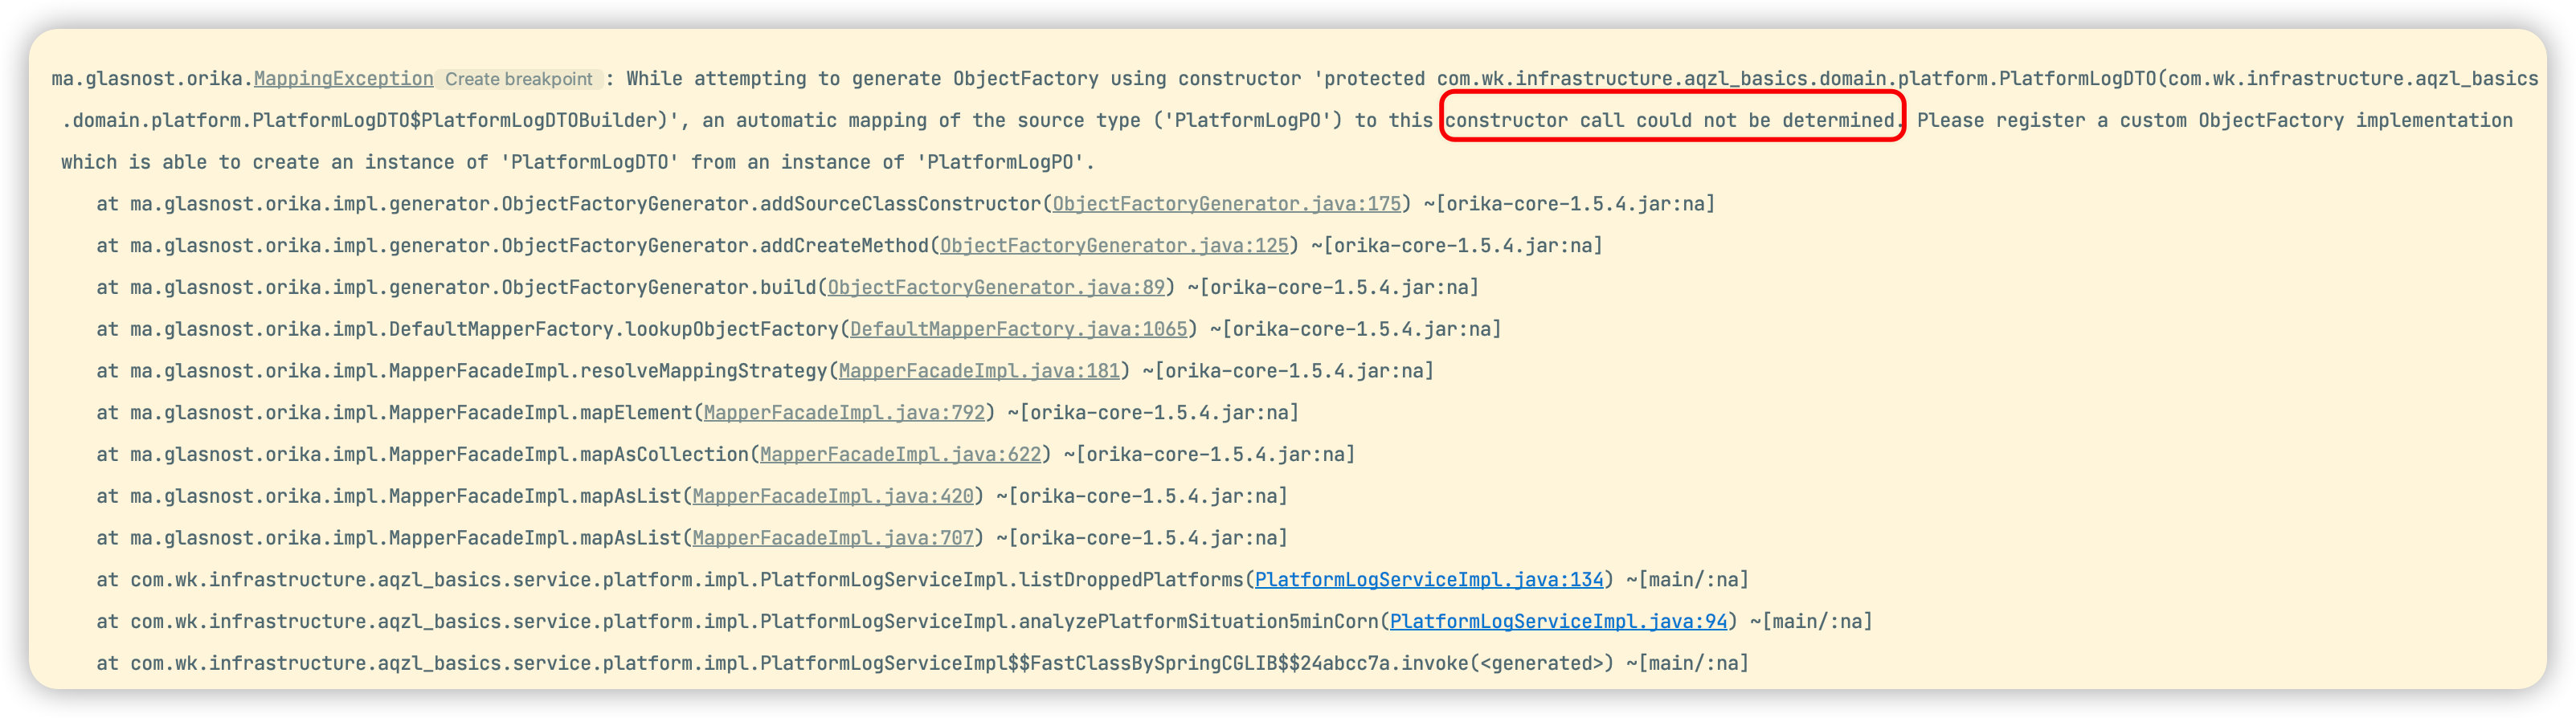 ma.glasnost.orika.MappingException Create breakpoint : While attempting to generate ObjectFactory using constructor 'protected com.wk.infrastructure.aqzl_basics.domain.platform.PlatformLogDTO(com.wk.infrastructure.aqzl_basics
.domain.platform.PlatformLogDTO$PlatformLogDTOBuilder)', an automatic mapping of the source type ('PlatformLogPO') to this constructor call could not be determined. Please register a custom ObjectFactory implementation
which is able to create an instance of 'PlatformLogDTO' from an instance of 'PlatformLogPO'.
at ma.glasnost.orika.impl.generator.ObjectFactoryGenerator.addSourceClassConstructor(ObjectFactoryGenerator.java:175) ~[orika-core-1.5.4.jar:na]
at ma.glasnost.orika.impl.generator.ObjectFactoryGenerator.addCreateMethod(ObjectFactoryGenerator.java:125) ~[orika-core-1.5.4.jar:na]
at ma.glasnost.orika.impl.generator.ObjectFactoryGenerator.build(ObjectFactoryGenerator.java:89) ~[orika-core-1.5.4.jar:na]
at ma.glasnost.orika.impl.DefaultMapperFactory.lookupObjectFactory(DefaultMapperFactory.java:1065) ~[orika-core-1.5.4.jar:na]
at ma.glasnost.orika.impl.MapperFacadeImpl.resolveMappingStrategy(MapperFacadeImpl.java:181) ~[orika-core-1.5.4.jar:na]
at ma.glasnost.orika.impl.MapperFacadeImpl.mapElement(MapperFacadeImpl.java:792) ~[orika-core-1.5.4.jar:na]
at ma.glasnost.orika.impl.MapperFacadeImpl.mapAsCollection(MapperFacadeImpl.java:622) ~[orika-core-1.5.4.jar:na]
at ma.glasnost.orika.impl.MapperFacadeImpl.mapAsList(MapperFacadeImpl.java:420) ~[orika-core-1.5.4.jar:na]
at ma.glasnost.orika.impl.MapperFacadeImpl.mapAsList(MapperFacadeImpl.java:707) ~[orika-core-1.5.4.jar:na]
at com.wk.infrastructure.aqzl_basics.service.platform.impl.PlatformLogServiceImpl.listDroppedPlatforms(PlatformLogServiceImpl.java:134) ~[main/:na]
at com.wk.infrastructure.aqzl_basics.service.platform.impl.PlatformLogServiceImpl.analyzePlatformSituation5minCorn(PlatformLogServiceImpl.java:94) ~[main/:na]
at com.wk.infrastructure.aqzl_basics.service.platform.impl.PlatformLogServiceImpl$$FastClassBySpringCGLIB$$24abcc7a.invoke(<generated>) ~[main/:na]